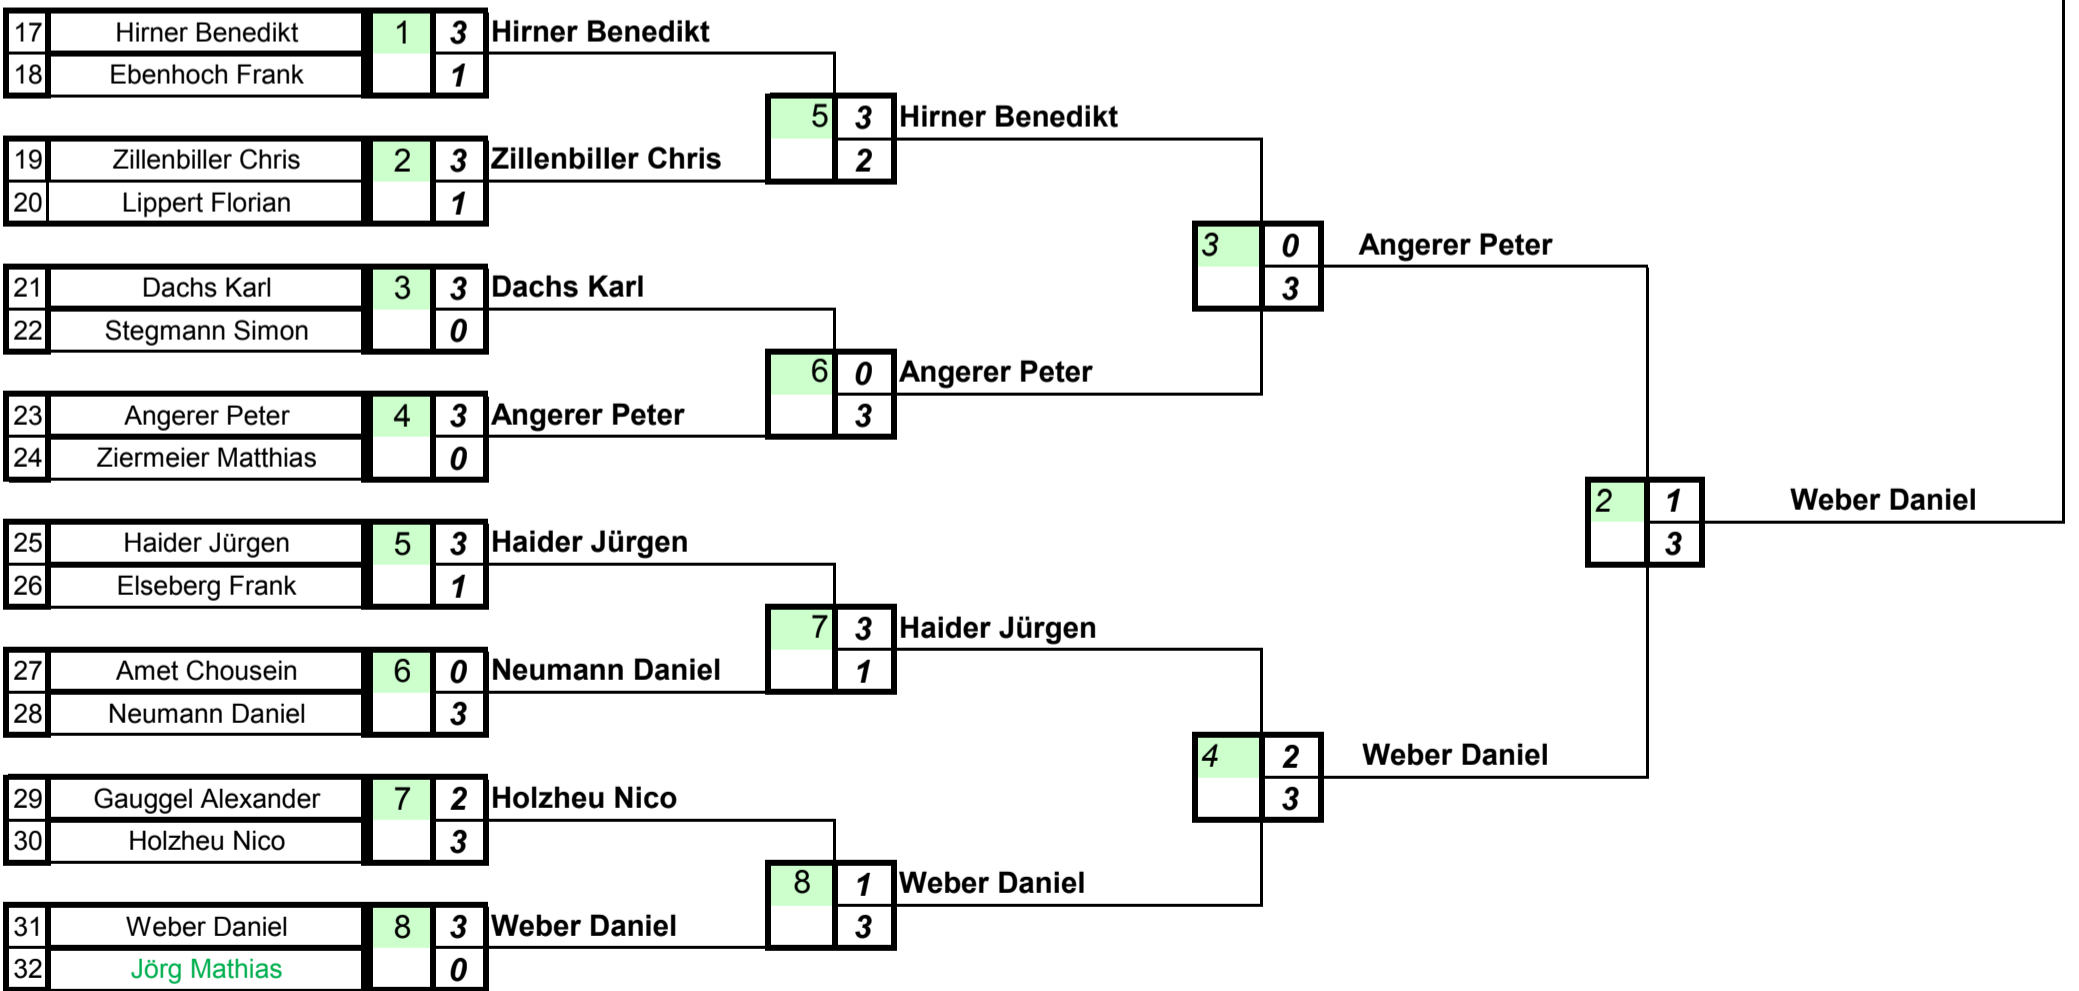 17 Hirner Benedikt 1 3 Hirner Benedikt
18 Ebenhoch Frank 1
5 3 Hirner Benedikt
19 Zillenbiller Chris 2 3 Zillenbiller Chris 2
20 Lippert Florian 1
3 0 Angerer Peter
21 Dachs Karl 3 3 Dachs Karl 3
22 Stegmann Simon 0
6 0 Angerer Peter
23 Angerer Peter 4 3 Angerer Peter 3
24 Ziermeier Matthias 0
2 1 Weber Daniel
25 Haider Jürgen 5 3 Haider Jürgen 3
26 Elseberg Frank 1
7 3 Haider Jürgen
27 Amet Chousein 6 0 Neumann Daniel 1
28 Neumann Daniel 3
4 2 Weber Daniel
29 Gauggel Alexander 7 2 Holzheu Nico 3
30 Holzheu Nico 3
8 1 Weber Daniel
31 Weber Daniel 8 3 Weber Daniel 3
32 Jörg Mathias 0